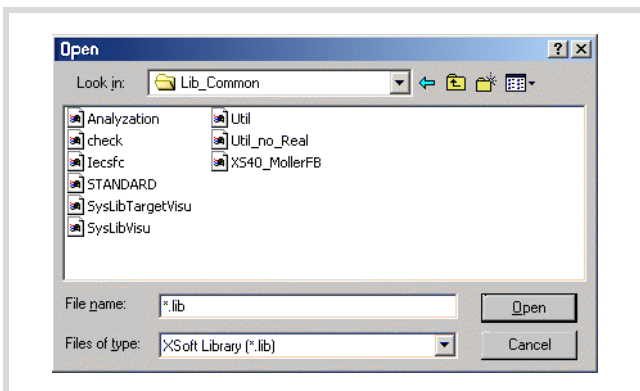 Open
Look in: Lib_Common
Analyzation
check
Iecsfc
STANDARD
SysLibTargetVisu
SysLibVisu
Util
Util_no_Real
XS40_MollerFB
File name: *.lib
Open
Files of type: XSoft Library (*.lib)
Cancel